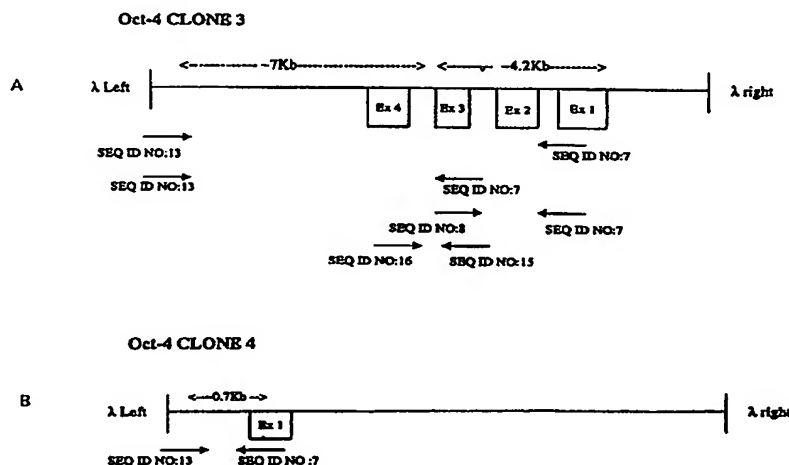 Oct-4 CLONE 3
~7Kb ~4.2Kb
A
λ Left λ right
Ex 4 Ex 3 Ex 2 Ex 1
SEQ ID NO:13 SEQ ID NO:7
SEQ ID NO:13 SEQ ID NO:7
SEQ ID NO:8 SEQ ID NO:7
SEQ ID NO:16 SEQ ID NO:15
Oct-4 CLONE 4
B
0.7Kb
λ Left λ right
Ex 1
SEQ ID NO:13 SEQ ID NO:7